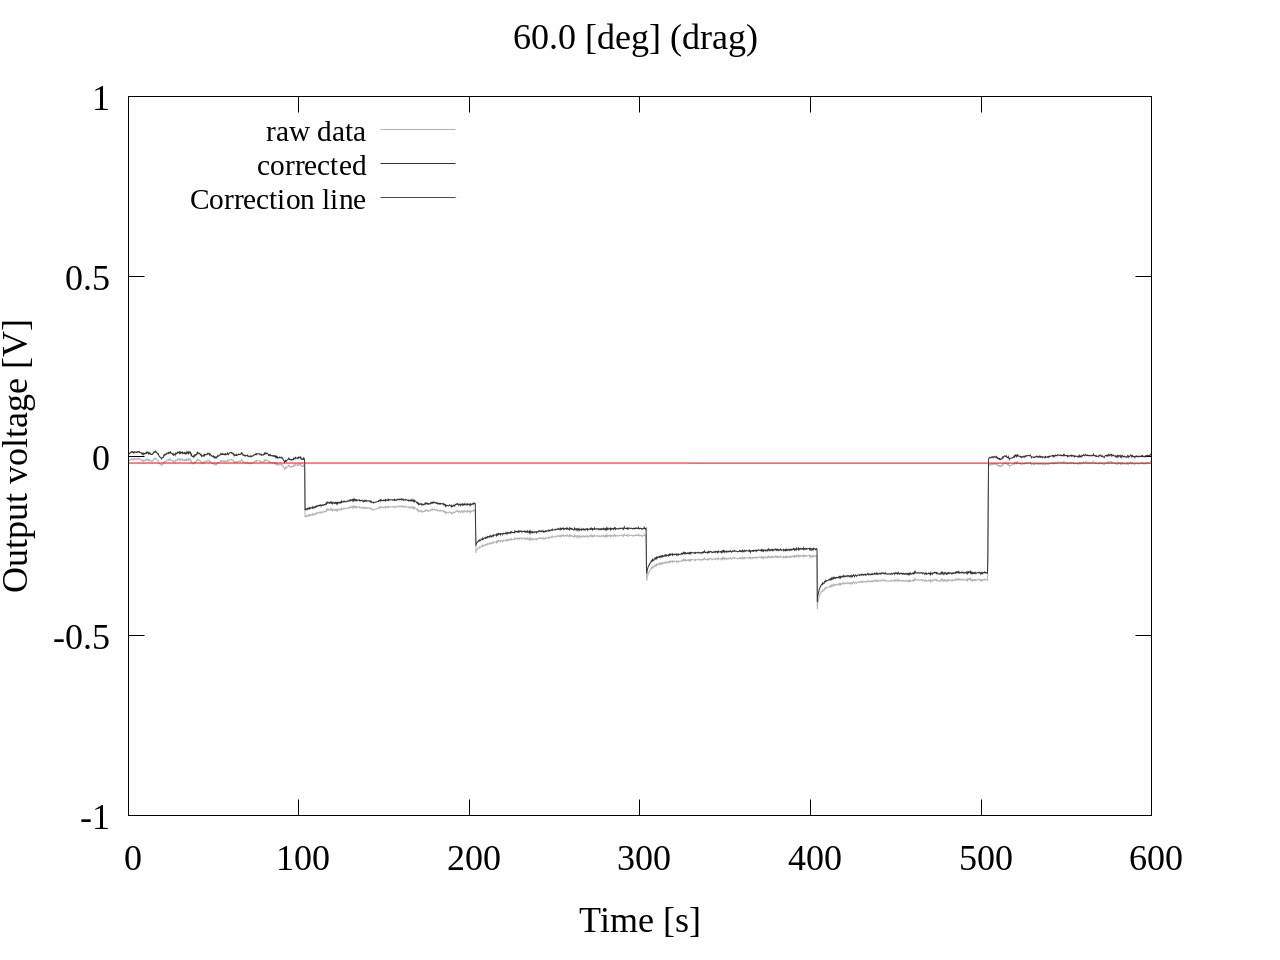 60.0 [deg] (drag)
1
0.5
0
-0.5
-1
Output voltage [V]
raw data
corrected
Correction line
0 100 200 300 400 500 600
Time [s]